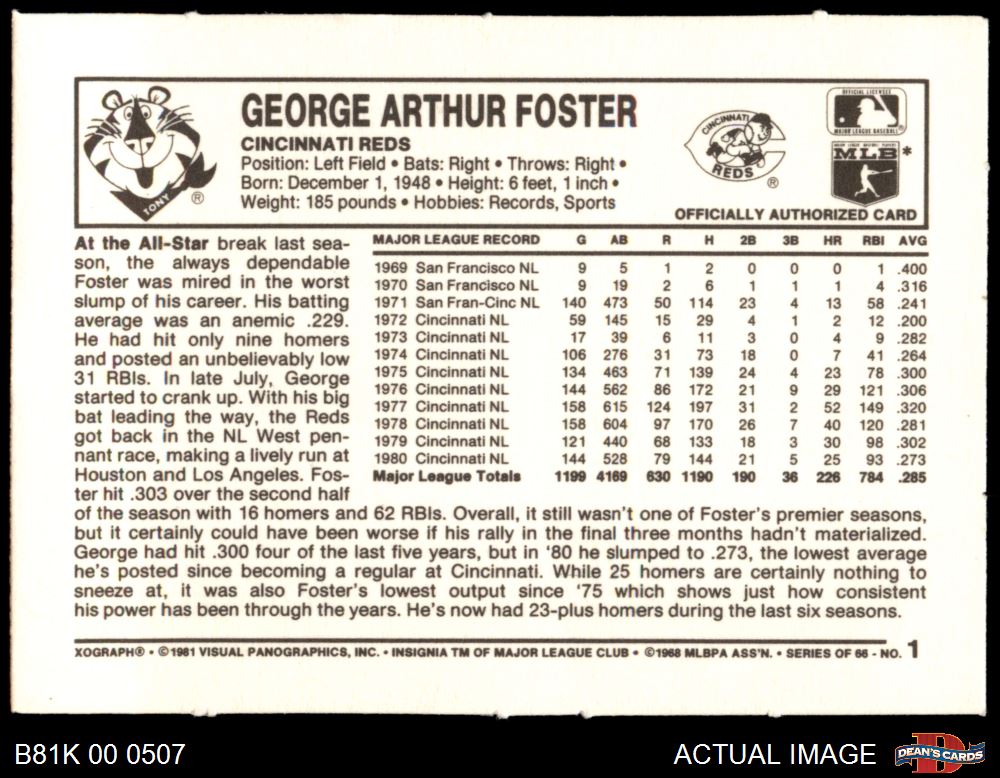 GEORGE ARTHUR FOSTER
CINCINNATI REDS
Position: Left Field • Bats: Right • Throws: Right •
Born: December 1, 1948 • Height: 6 feet, 1 inch •
Weight: 185 pounds • Hobbies: Records, Sports
TONY ®
CINCINNATI
REDS ®
OFFICIAL LICENSEE
MAJOR LEAGUE BASEBALL ®
MLB *
OFFICIALLY AUTHORIZED CARD
At the All-Star break last sea-
son, the always dependable
Foster was mired in the worst
slump of his career. His batting
average was an anemic .229.
He had hit only nine homers
and posted an unbelievably low
31 RBIs. In late July, George
started to crank up. With his big
bat leading the way, the Reds
got back in the NL West pen-
nant race, making a lively run at
Houston and Los Angeles. Fos-
ter hit .303 over the second half
MAJOR LEAGUE RECORD G AB R H 2B 3B HR RBI AVG
1969 San Francisco NL 9 5 1 2 0 0 0 1 .400
1970 San Francisco NL 9 19 2 6 1 1 1 4 .316
1971 San Fran-Cinc NL 140 473 50 114 23 4 13 58 .241
1972 Cincinnati NL 59 145 15 29 4 1 2 12 .200
1973 Cincinnati NL 17 39 6 11 3 0 4 9 .282
1974 Cincinnati NL 106 276 31 73 18 0 7 41 .264
1975 Cincinnati NL 134 463 71 139 24 4 23 78 .300
1976 Cincinnati NL 144 562 86 172 21 9 29 121 .306
1977 Cincinnati NL 158 615 124 197 31 2 52 149 .320
1978 Cincinnati NL 158 604 97 170 26 7 40 120 .281
1979 Cincinnati NL 121 440 68 133 18 3 30 98 .302
1980 Cincinnati NL 144 528 79 144 21 5 25 93 .273
Major League Totals 1199 4169 630 1190 190 36 226 784 .285
of the season with 16 homers and 62 RBIs. Overall, it still wasn't one of Foster's premier seasons,
but it certainly could have been worse if his rally in the final three months hadn't materialized.
George had hit .300 four of the last five years, but in '80 he slumped to .273, the lowest average
he's posted since becoming a regular at Cincinnati. While 25 homers are certainly nothing to
sneeze at, it was also Foster's lowest output since '75 which shows just how consistent
his power has been through the years. He's now had 23-plus homers during the last six seasons.
XOGRAPH® • ©1981 VISUAL PANOGRAPHICS, INC. • INSIGNIA TM OF MAJOR LEAGUE CLUB • ©1968 MLBPA ASS'N. • SERIES OF 66 - NO. 1
B81K 00 0507
ACTUAL IMAGE
DEAN'S CARDS